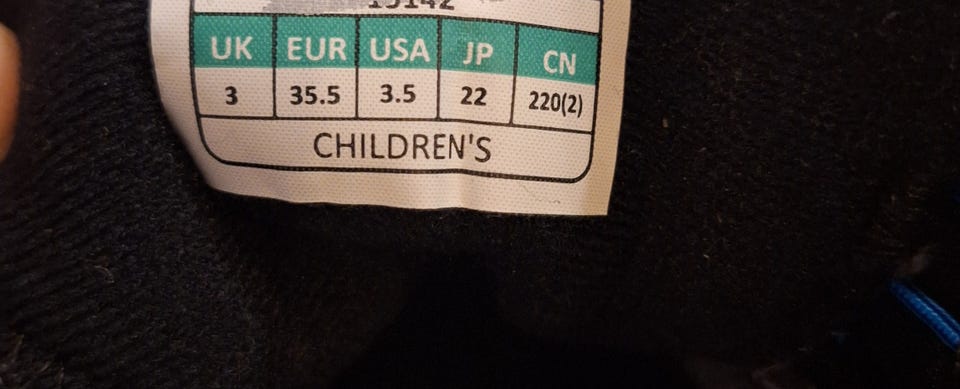 UK EUR USA JP CN
3 35.5 3.5 22 220(2)
CHILDREN'S